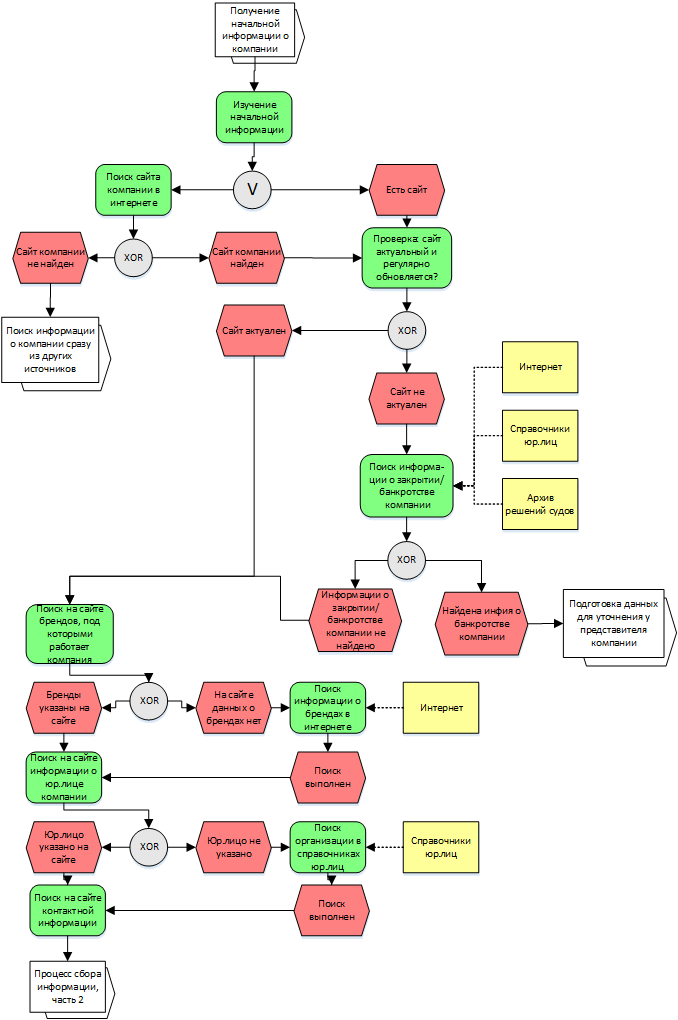 Получение
начальной
информации о
компании
Изучение
начальной
информации
Поиск сайта
компании в
интернете
V
Есть сайт
Сайт компании
не найден
XOR
Сайт компании
найден
Проверка: сайт
актуальный и
регулярно
обновляется?
Поиск информации
о компании сразу
из других
источников
Сайт актуален
XOR
Сайт не
актуален
Интернет
Справочники
юр.лиц
Архив
решений судов
Поиск информа-
ции о закрытии/
банкротстве
компании
XOR
Информации о
закрытии/
банкротстве
компании не
найдено
Найдена инфия о
банкротстве
компании
Подготовка данных
для уточнения у
представителя
компании
Поиск на сайте
брендов, под
которыми
работает
компания
Бренды
указаны на
сайте
XOR
На сайте
данных о
брендах нет
Поиск
информации о
брендах в
интернете
Интернет
Поиск на сайте
информации о
юр.лице
компании
Поиск
выполнен
Юр.лицо
указано на
сайте
XOR
Юр.лицо не
указано
Поиск
организации в
справочниках
юр.лиц
Справочники
юр.лиц
Поиск на сайте
контактной
информации
Поиск
выполнен
Процесс сбора
информации,
часть 2